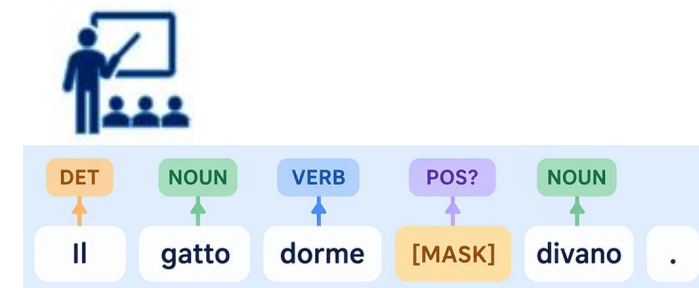 DET NOUN VERB POS? NOUN
Il gatto dorme [MASK] divano .